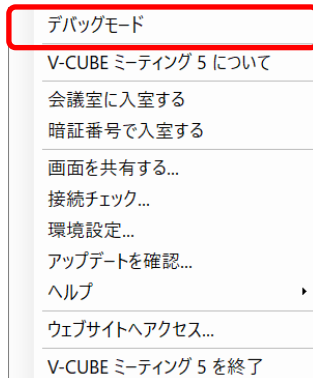 デバッグモード
V-CUBE ミーティング 5 について
会議室に入室する
暗証番号で入室する
画面を共有する...
接続チェック...
環境設定...
アップデートを確認...
ヘルプ
ウェブサイトへアクセス...
V-CUBE ミーティング 5 を終了